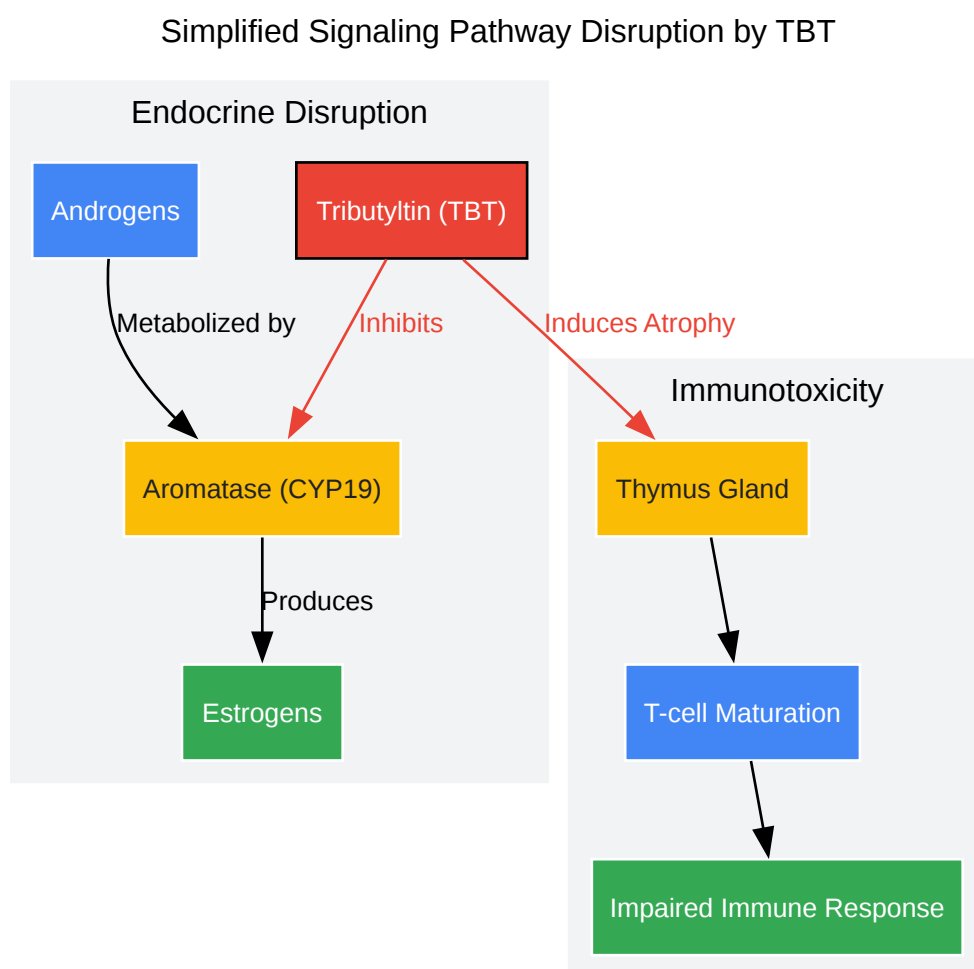 Simplified Signaling Pathway Disruption by TBT
Endocrine Disruption
Androgens
Tributyltin (TBT)
Metabolized by
Inhibits
Induces Atrophy
Immunotoxicity
Aromatase (CYP19)
Thymus Gland
Produces
Estrogens
T-cell Maturation
Impaired Immune Response